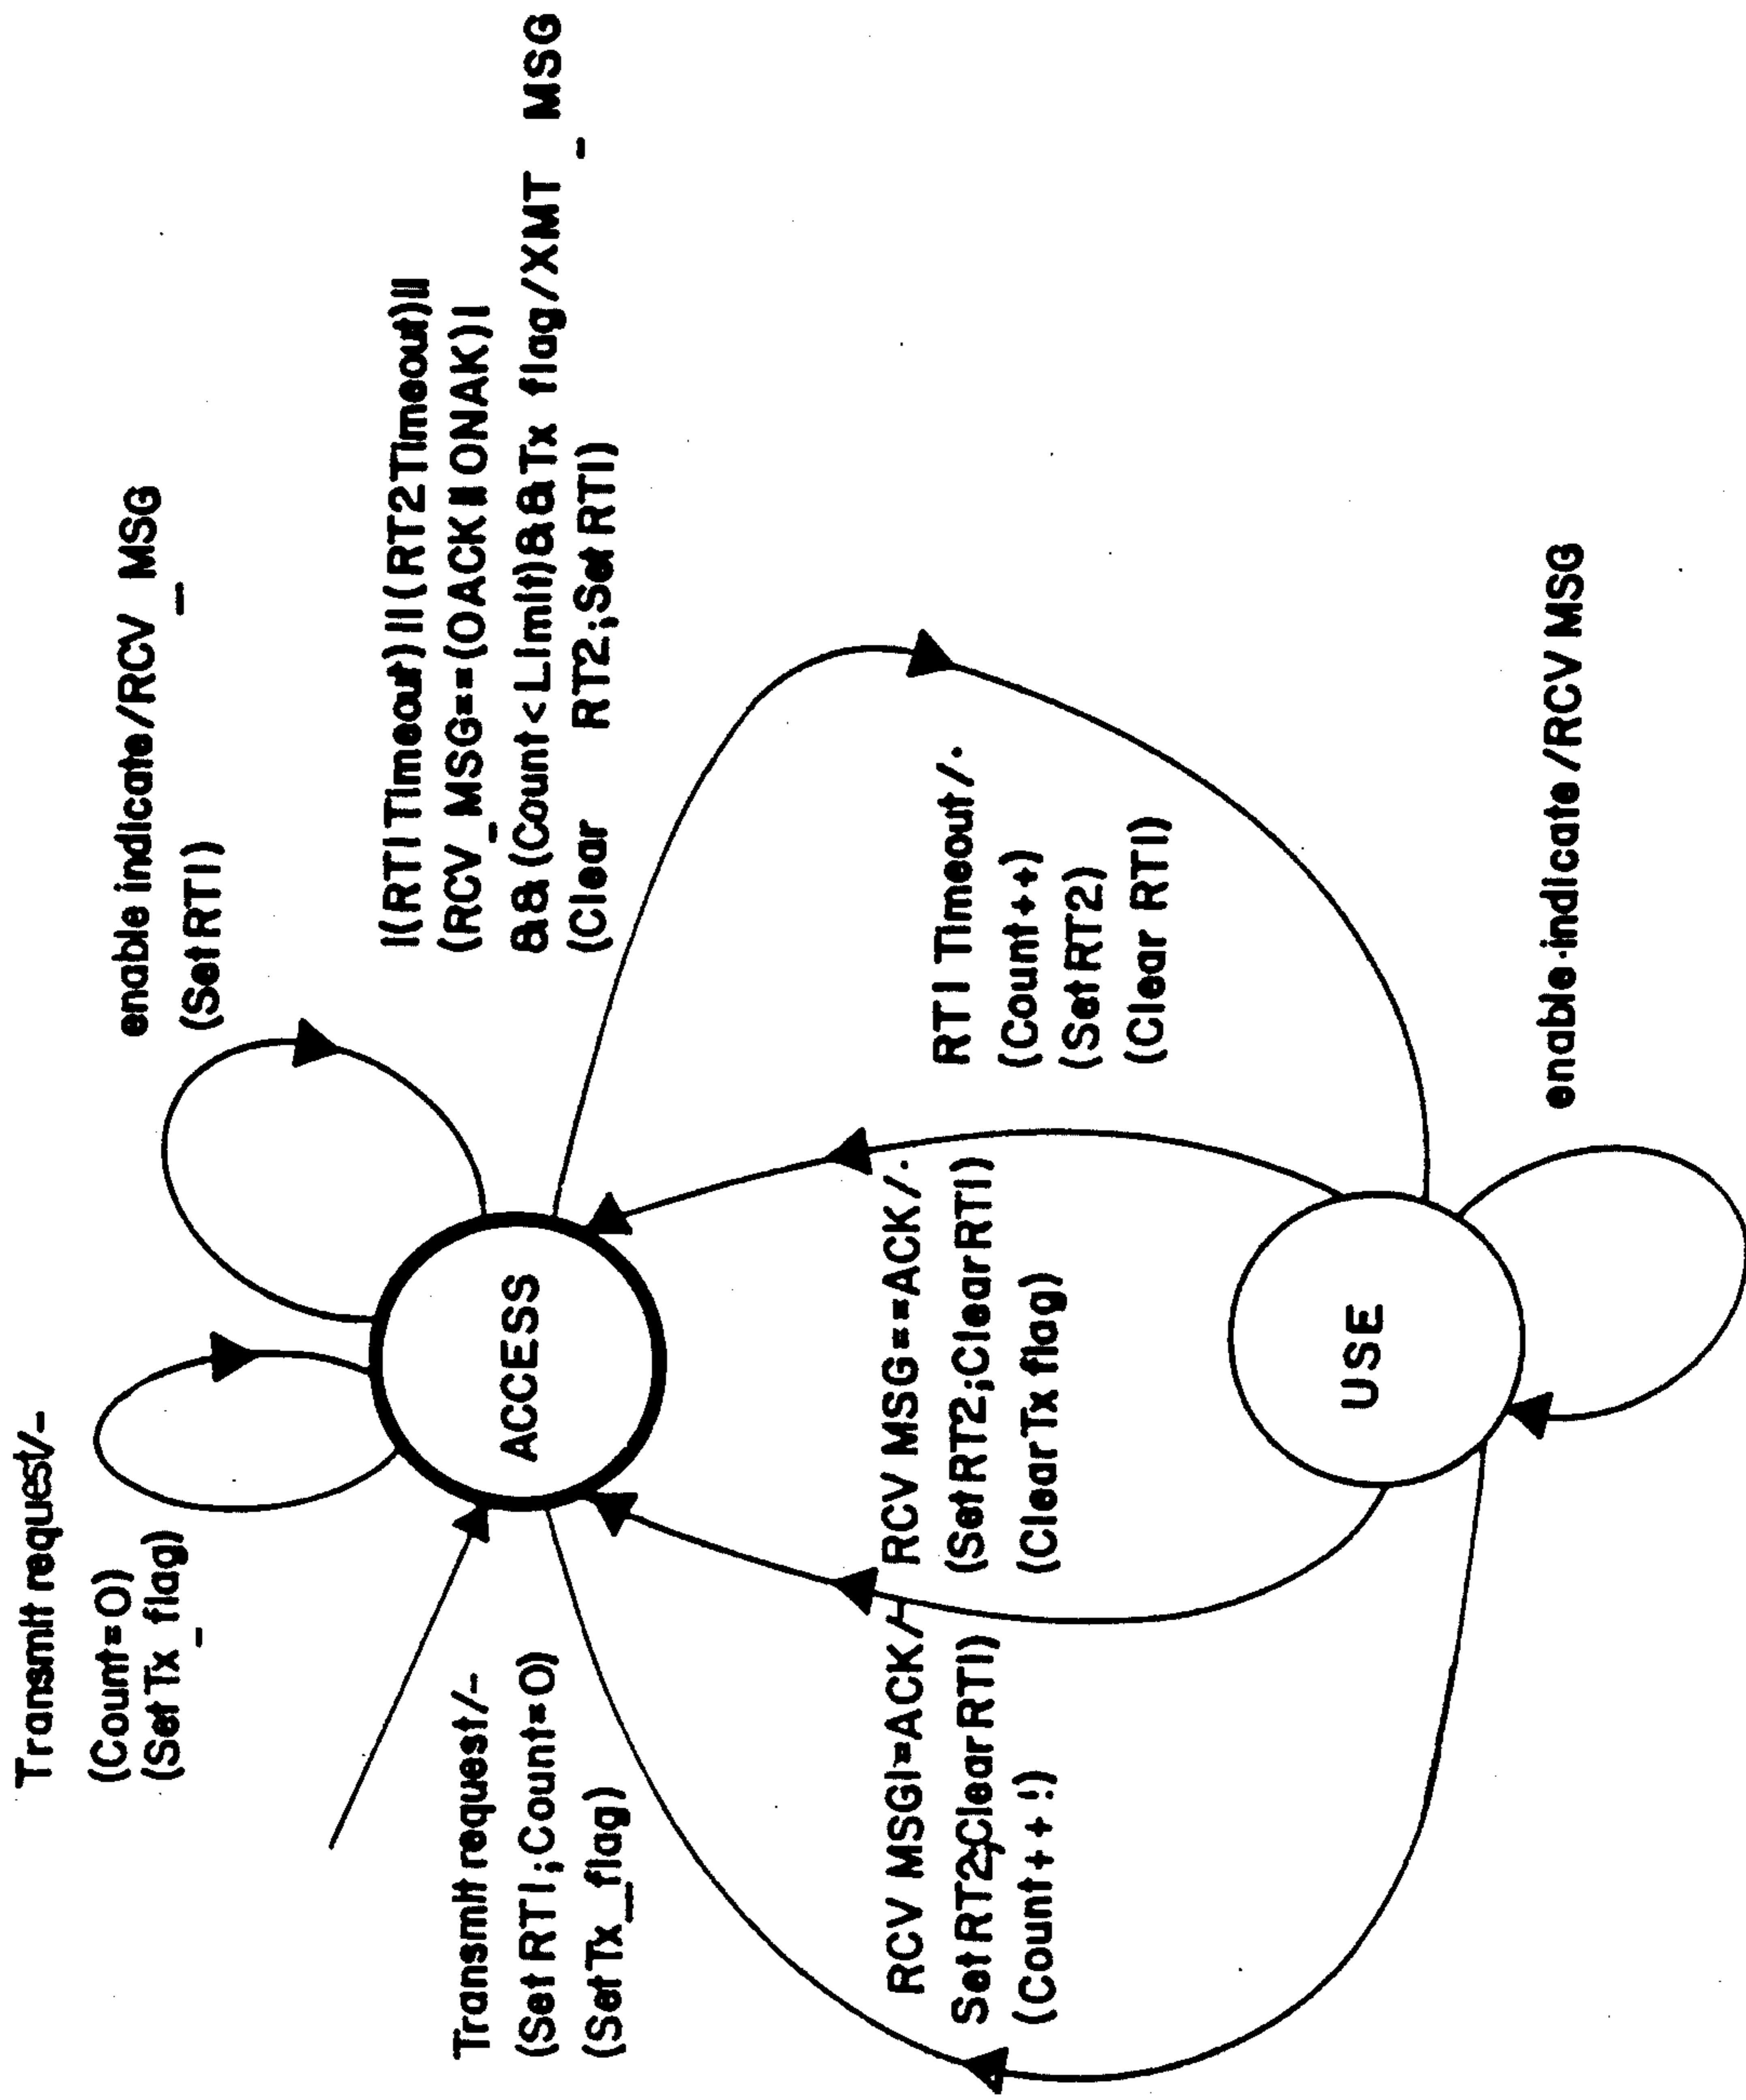 Transmit request/-
(Count=0)
(Set Tx_flag)
enable indicate/RCV_MSG
(Set RT1)
|((RT1 Timeout)||(RT2 Timeout)||
(RCV_MSG==(OACK||ONAK)|
&&(Count<Limit)&&Tx flag/XMT_MSG
(Clear RT2;Set RT1)
ACCESS
Transmit request/-
(Set RT1;Count=0)
(Set Tx_flag)
RCV MSG!=ACK/-
Set RT2;Clear RT1)
(Count++!)
RCV MSG==ACK/.
(Set RT2;Clear RT1)
(Clear Tx flag)
RT1 Timeout/.
(Count++)
(Set RT2)
(Clear RT1)
USE
enable-indicate/RCV MSG